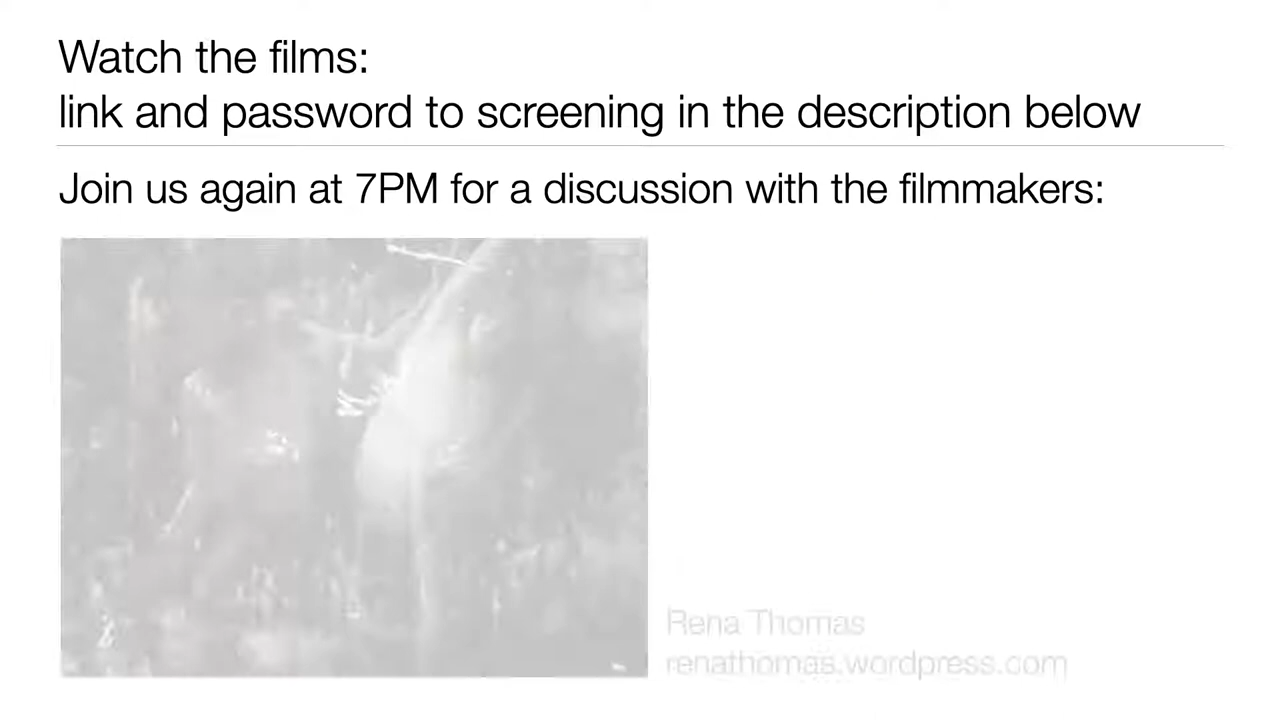 Watch the films:
link and password to screening in the description below
Join us again at 7PM for a discussion with the filmmakers:
Rena Thomas
renathomas.wordpress.com